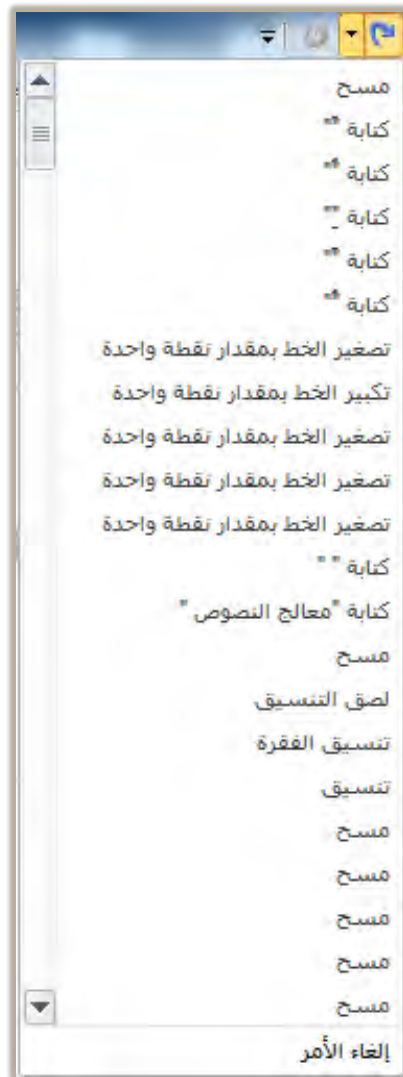 مسح
كتابة "ْ"
كتابة "ْ"
كتابة "ِ"
كتابة "ْ"
كتابة "ْ"
تصغير الخط بمقدار نقطة واحدة
تكبير الخط بمقدار نقطة واحدة
تصغير الخط بمقدار نقطة واحدة
تصغير الخط بمقدار نقطة واحدة
تصغير الخط بمقدار نقطة واحدة
كتابة " "
كتابة "معالج النصوص "
مسح
لصق التنسيق
تنسيق الفقرة
تنسيق
مسح
مسح
مسح
مسح
مسح
إلغاء الأمر